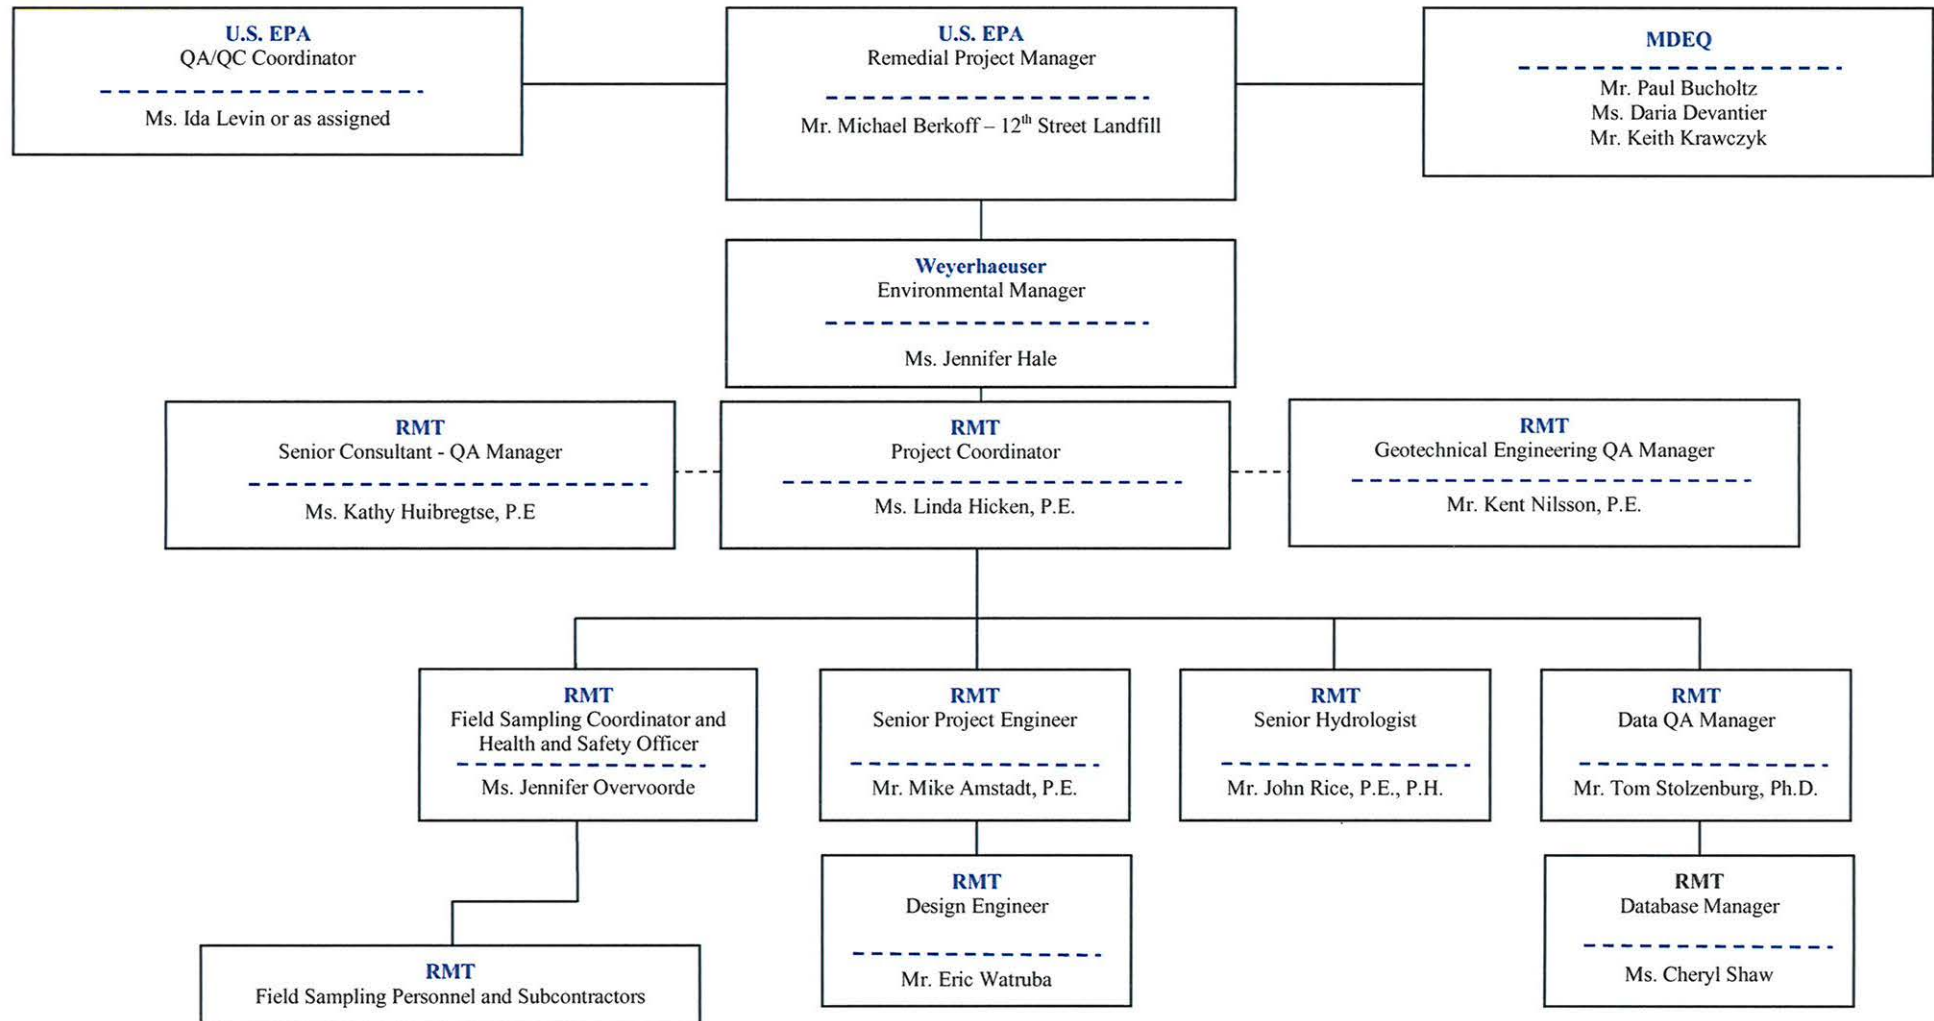 U.S. EPA
QA/QC Coordinator
Ms. Ida Levin or as assigned
U.S. EPA
Remedial Project Manager
Mr. Michael Berkoff – 12th Street Landfill
MDEQ
Mr. Paul Bucholtz
Ms. Daria Devantier
Mr. Keith Krawczyk
Weyerhaeuser
Environmental Manager
Ms. Jennifer Hale
RMT
Senior Consultant - QA Manager
Ms. Kathy Huibregtse, P.E
RMT
Project Coordinator
Ms. Linda Hicken, P.E.
RMT
Geotechnical Engineering QA Manager
Mr. Kent Nilsson, P.E.
RMT
Field Sampling Coordinator and
Health and Safety Officer
Ms. Jennifer Overvoorde
RMT
Senior Project Engineer
Mr. Mike Amstadt, P.E.
RMT
Senior Hydrologist
Mr. John Rice, P.E., P.H.
RMT
Data QA Manager
Mr. Tom Stolzenburg, Ph.D.
RMT
Field Sampling Personnel and Subcontractors
RMT
Design Engineer
Mr. Eric Watruba
RMT
Database Manager
Ms. Cheryl Shaw